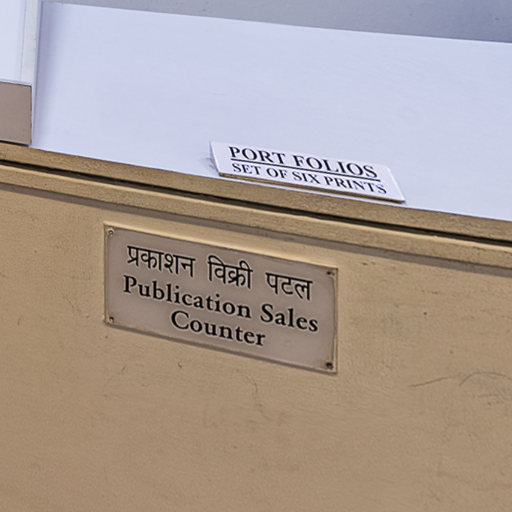 PORT FOLIOS
SET OF SIX PRINTS
प्रकाशन विक्री पटल
Publication Sales
Counter